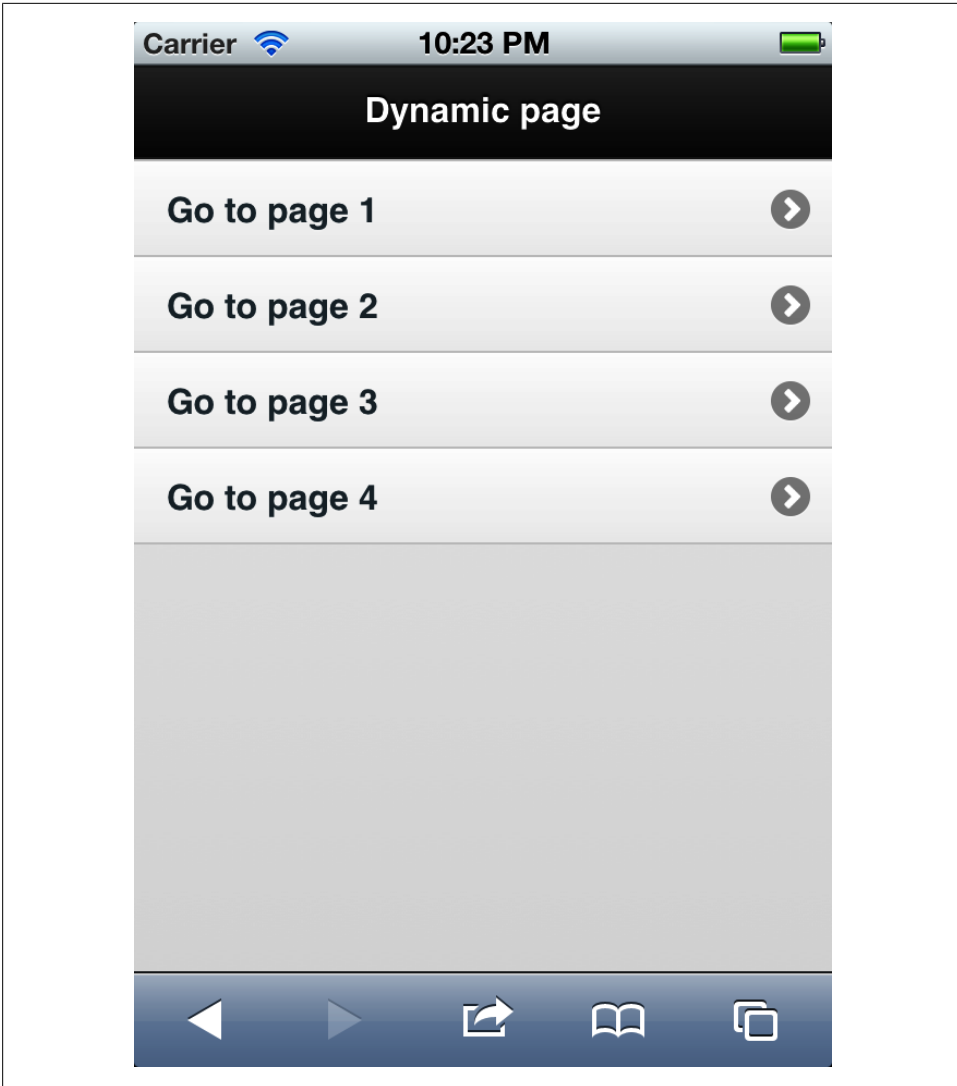 Carrier 10:23 PM
Dynamic page
Go to page 1
Go to page 2
Go to page 3
Go to page 4